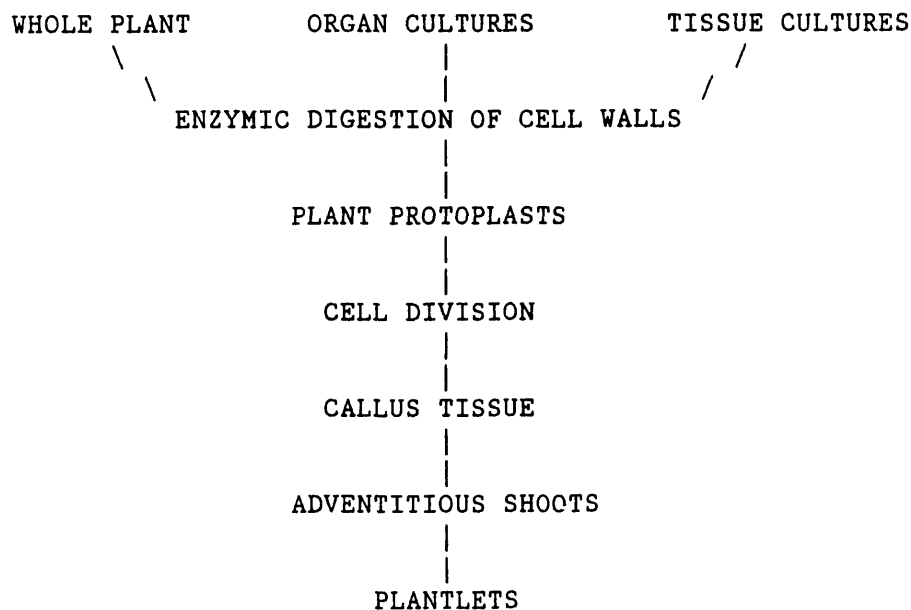 WHOLE PLANT ORGAN CULTURES TISSUE CULTURES
ENZYMIC DIGESTION OF CELL WALLS
PLANT PROTOPLASTS
CELL DIVISION
CALLUS TISSUE
ADVENTITIOUS SHOOTS
PLANTLETS